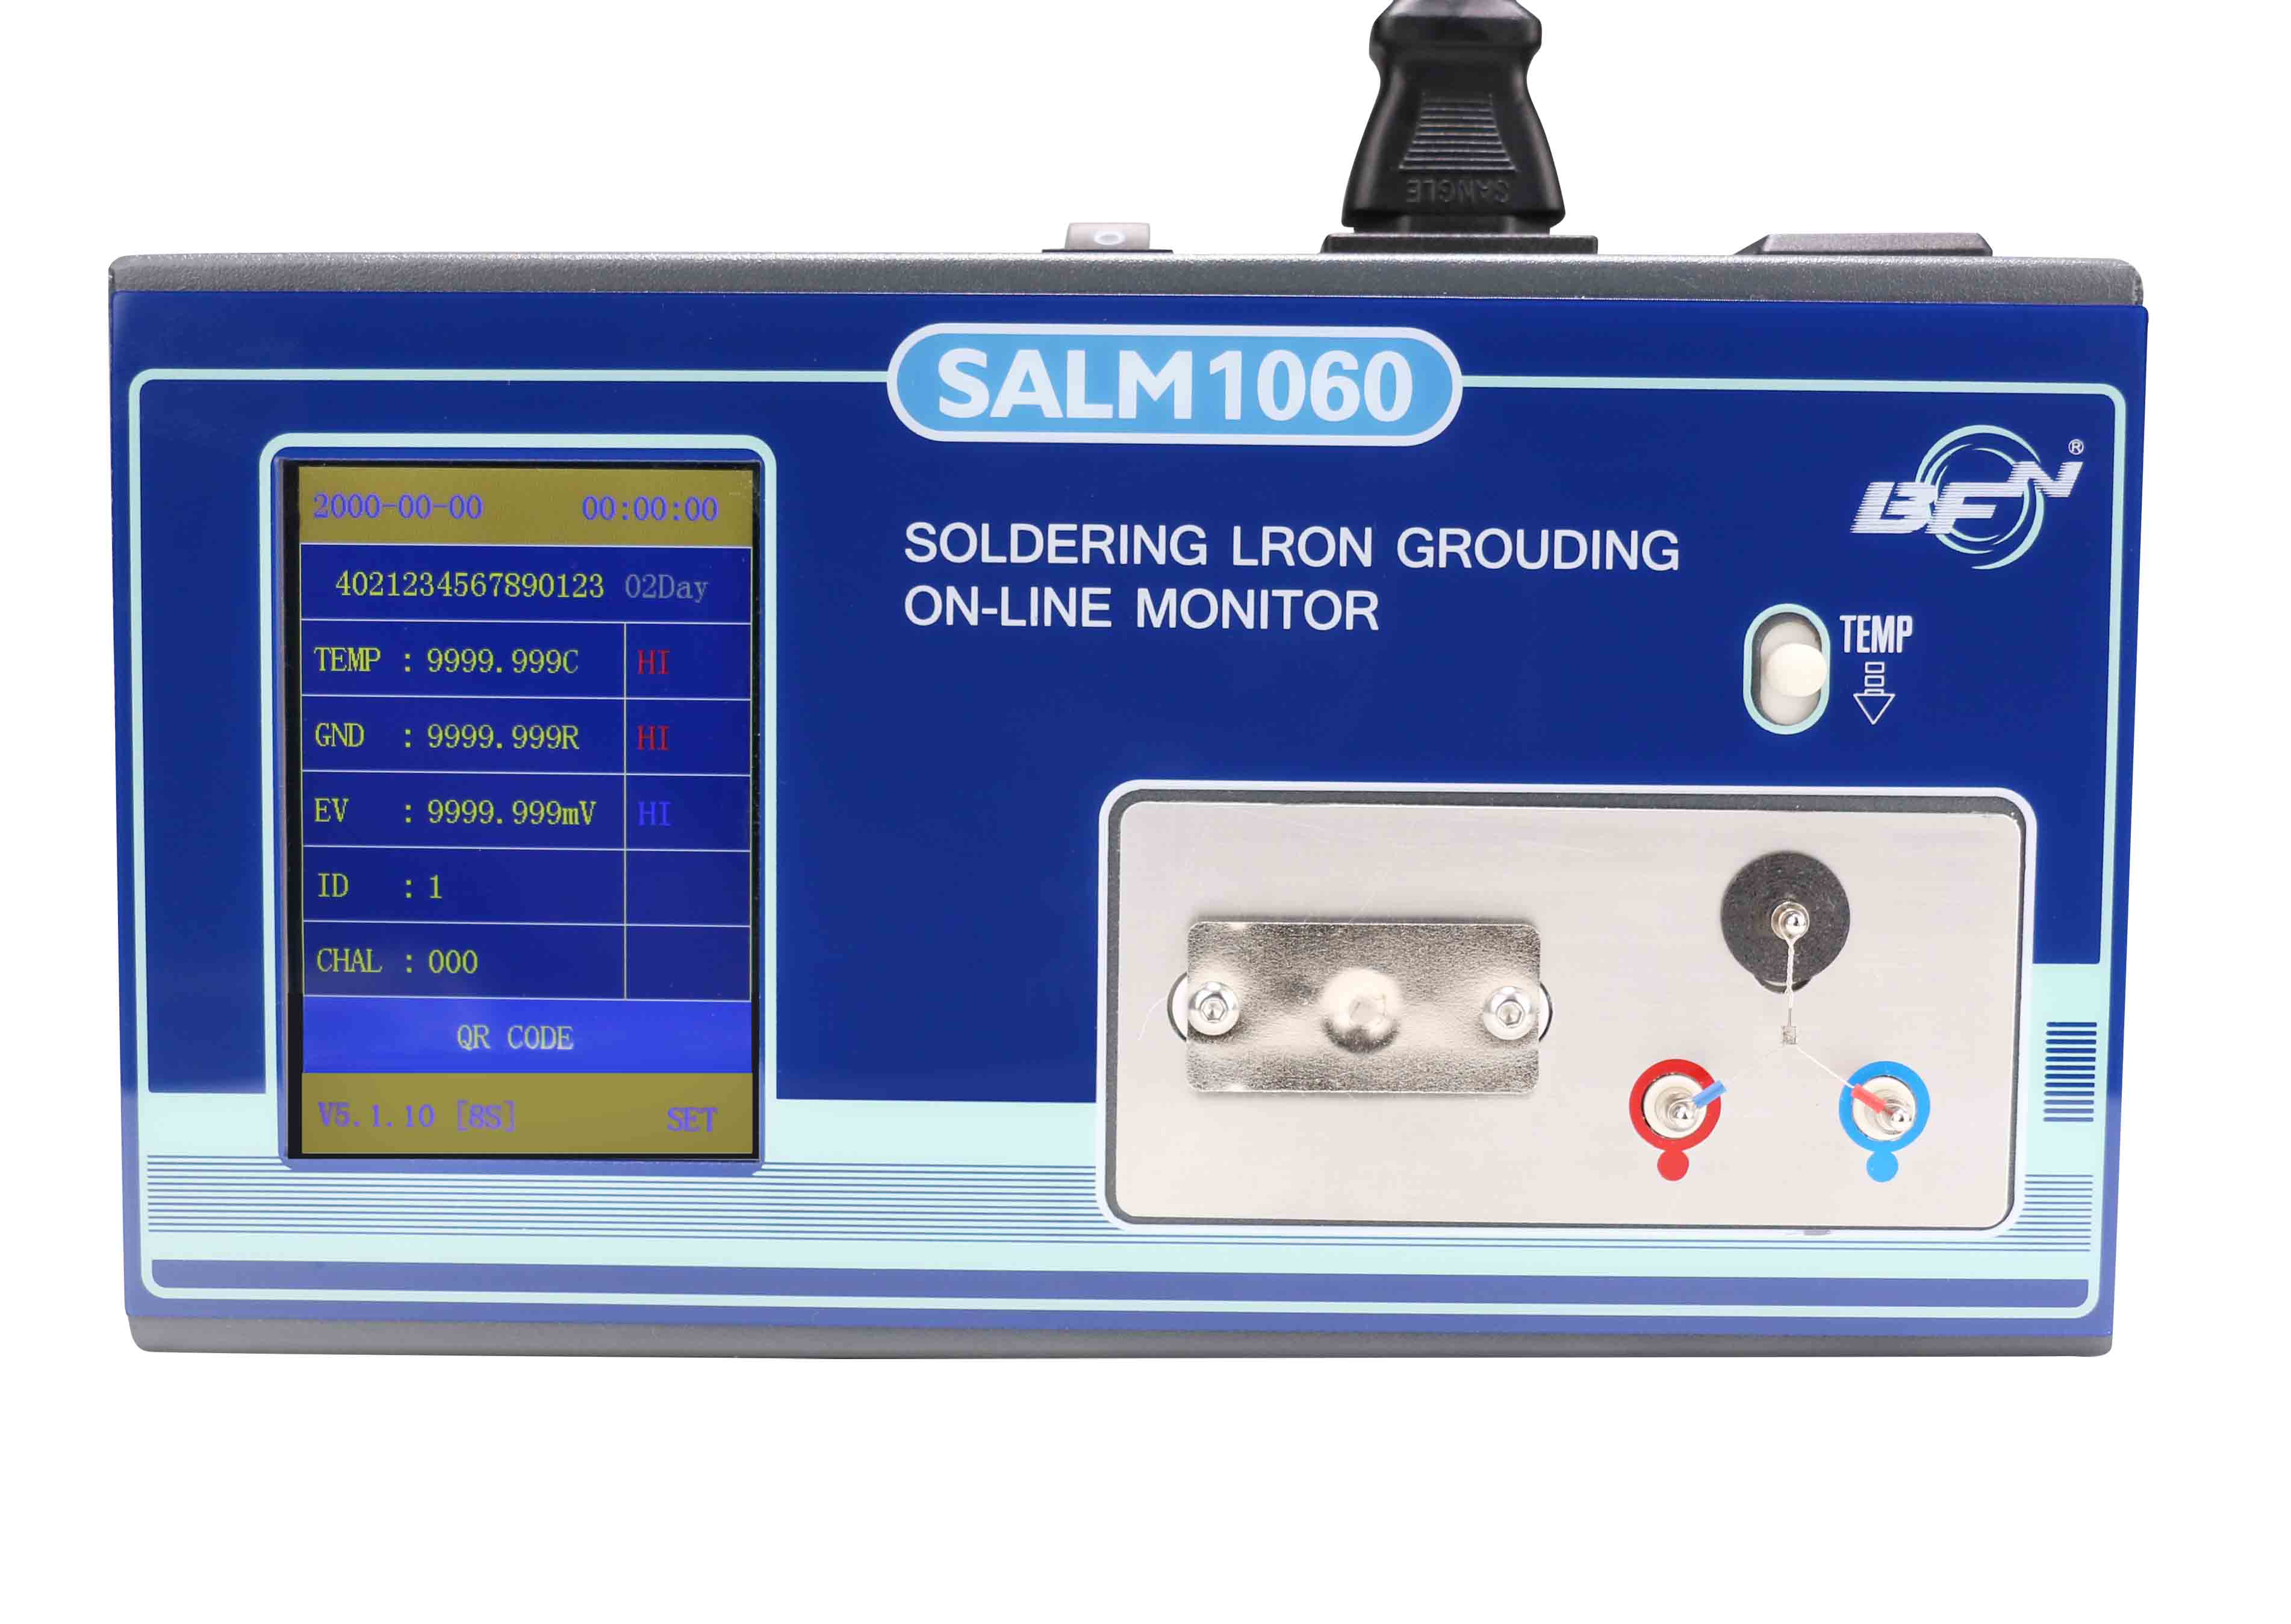 SANGLE
SALM1060
BEN®
2000-00-00 00:00:00
4021234567890123 02Day
TEMP : 9999.999C HI
GND : 9999.999R HI
EV : 9999.999mV HI
ID : 1
CHAL : 000
QR CODE
V5.1.10 [8S] SET
SOLDERING LRON GROUDING
ON-LINE MONITOR
TEMP